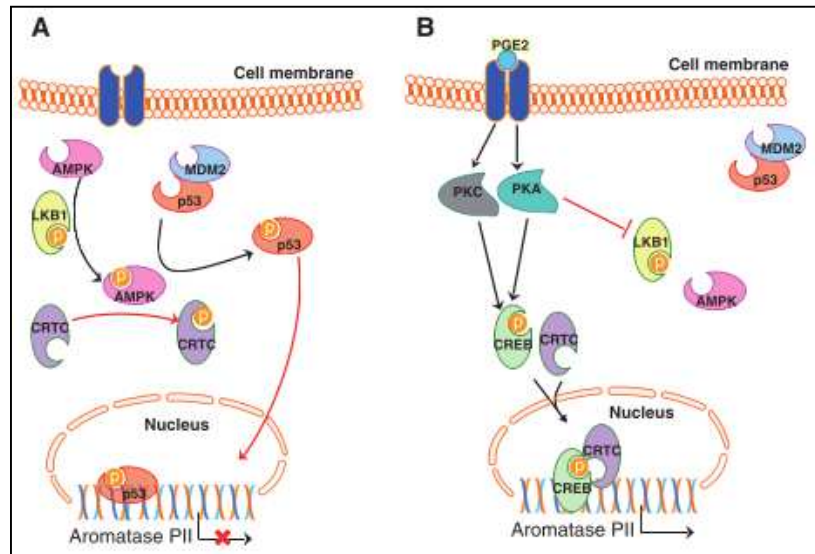 A
Cell membrane
AMPK
MDM2
p53
LKB1
P
P
p53
P
AMPK
CRTC
P
CRTC
Nucleus
P
p53
Aromatase PII
B
PGE2
Cell membrane
MDM2
p53
PKC
PKA
LKB1
P
AMPK
P
CREB
CRTC
Nucleus
CRTC
P
CREB
Aromatase PII